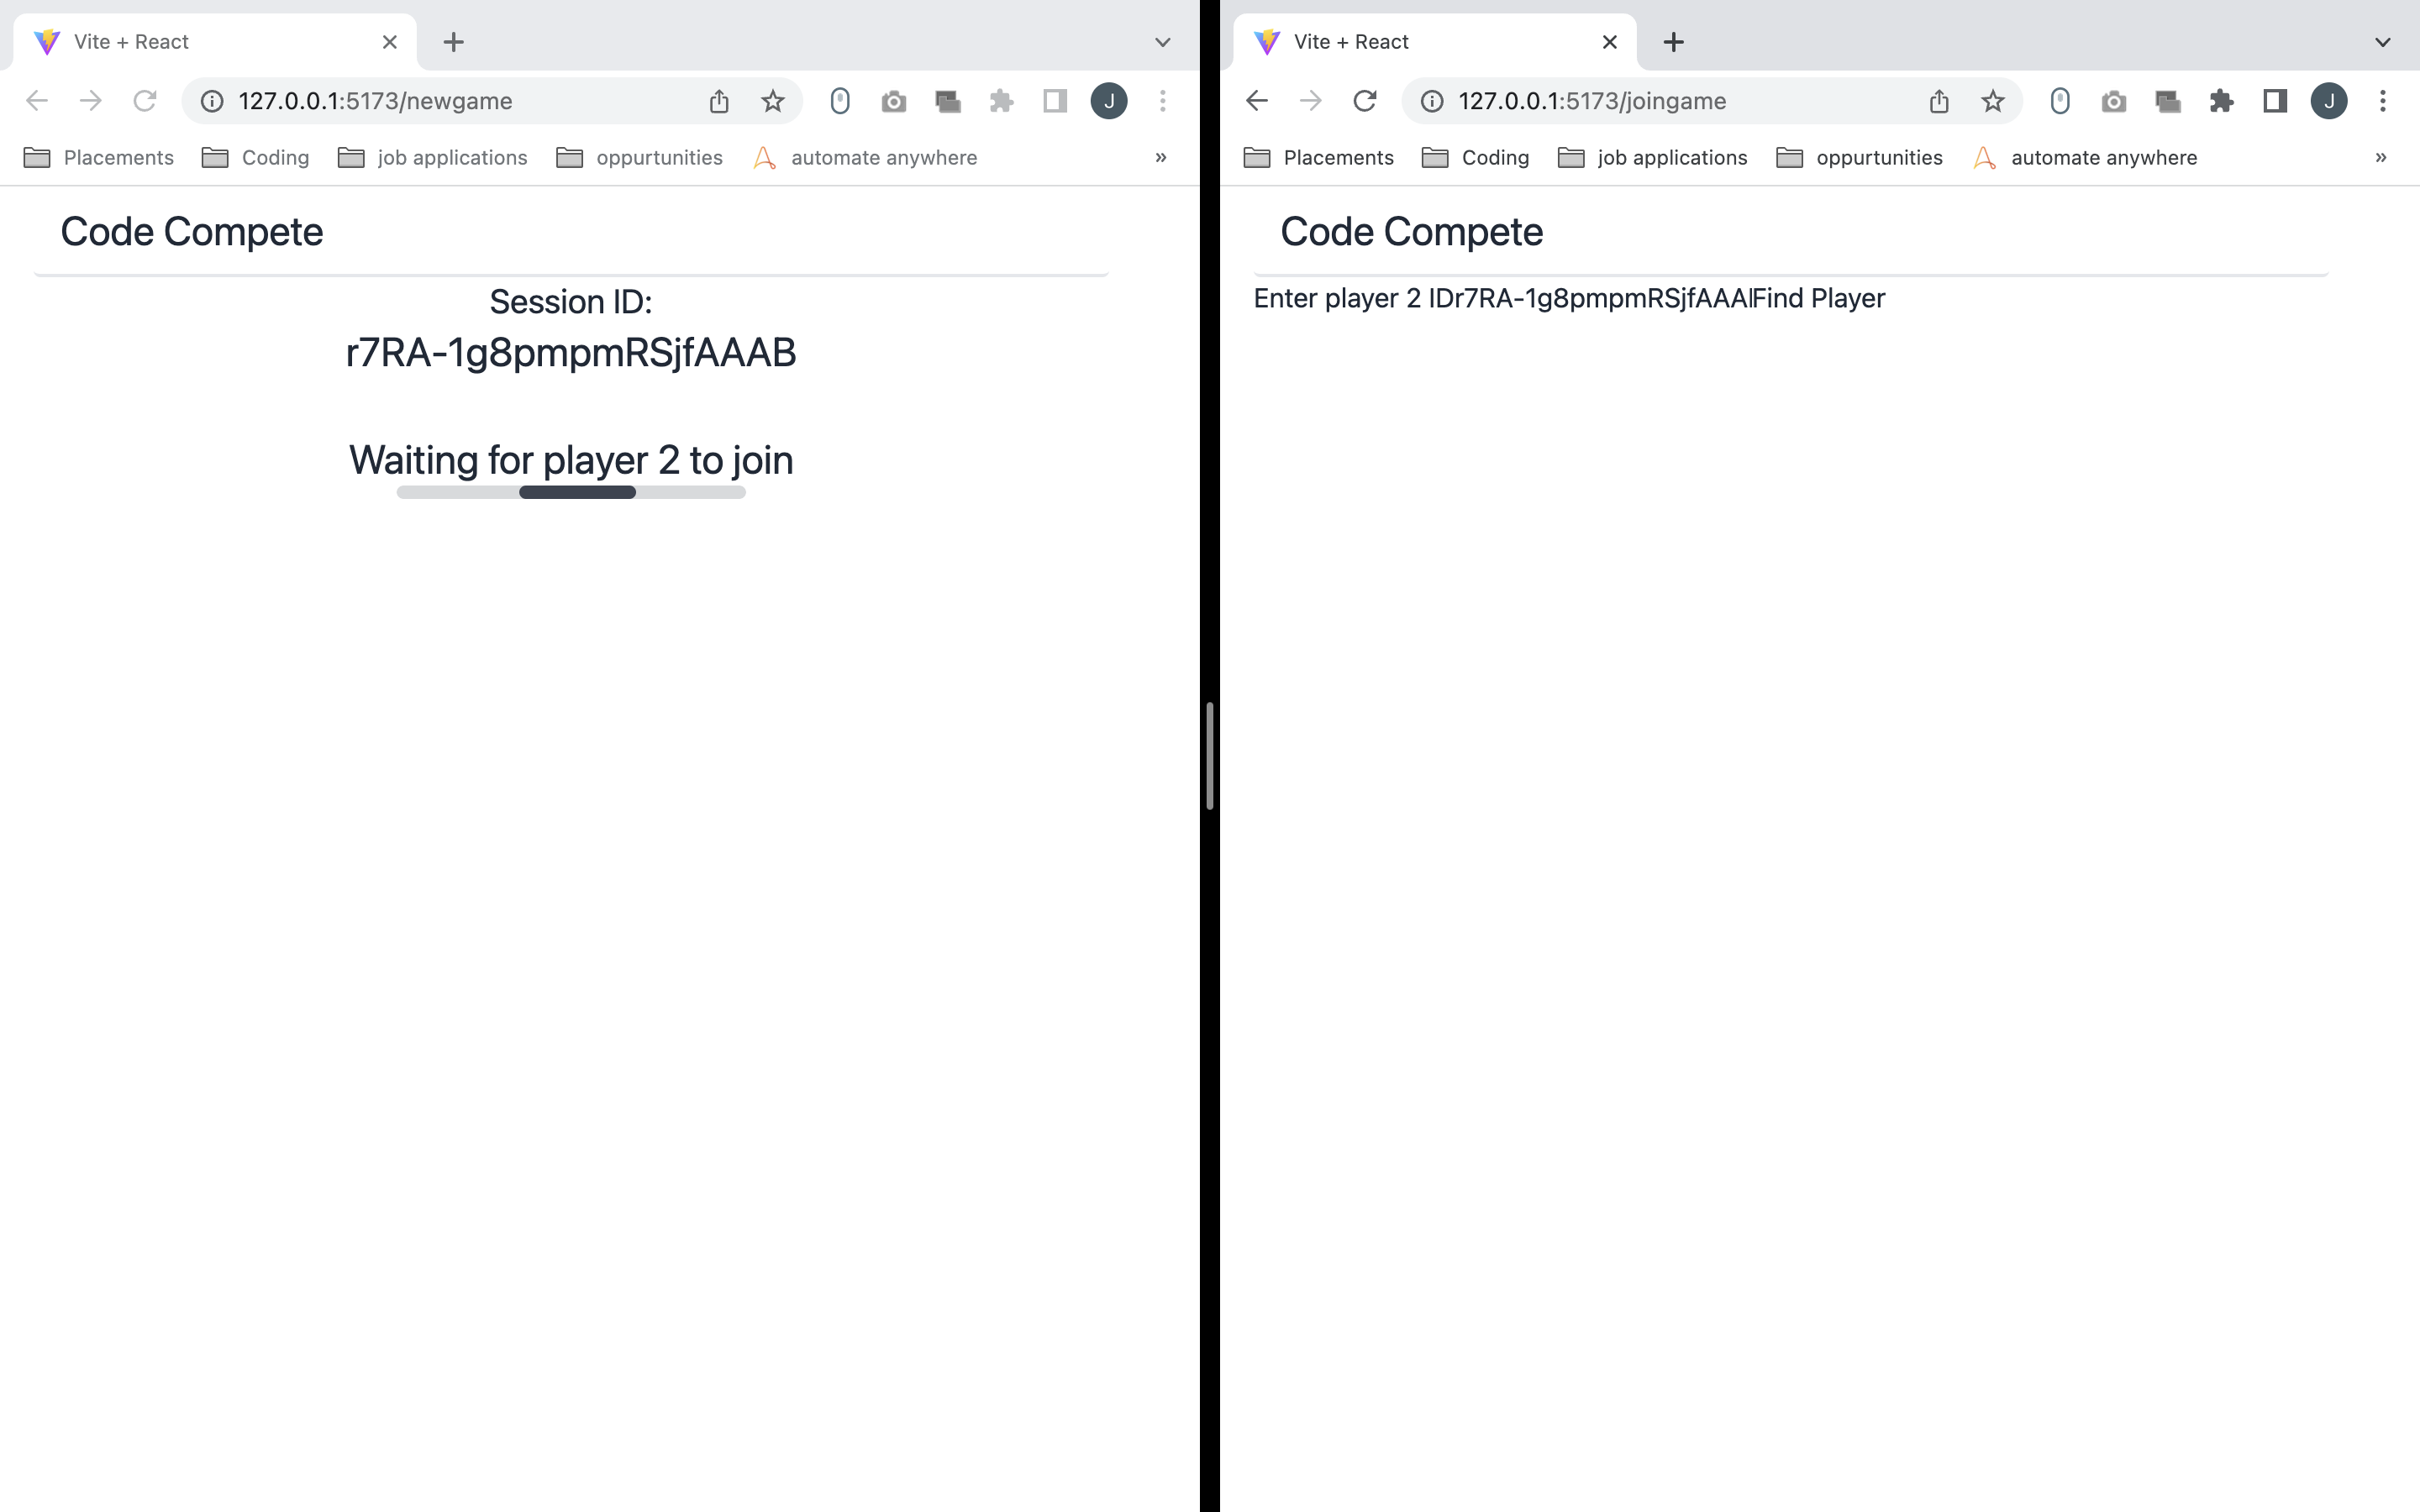 Vite + React
127.0.0.1:5173/newgame
J
Placements
Coding
job applications
oppurtunities
automate anywhere
»
Code Compete
Session ID:
r7RA-1g8pmpmRSjfAAAB
Waiting for player 2 to join
Vite + React
127.0.0.1:5173/joingame
J
Placements
Coding
job applications
oppurtunities
automate anywhere
»
Code Compete
Enter player 2 IDr7RA-1g8pmpmRSjfAAAFind Player